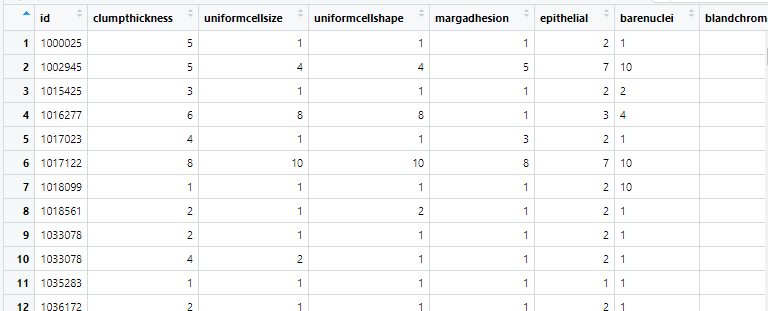 id clumpthickness uniformcellsize uniformcellshape margadhesion epithelial barenuclei blandchrom
1 1000025 5 1 1 1 2 1
2 1002945 5 4 4 5 7 10
3 1015425 3 1 1 1 2 2
4 1016277 6 8 8 1 3 4
5 1017023 4 1 1 3 2 1
6 1017122 8 10 10 8 7 10
7 1018099 1 1 1 1 2 10
8 1018561 2 1 2 1 2 1
9 1033078 2 1 1 1 2 1
10 1033078 4 2 1 1 2 1
11 1035283 1 1 1 1 1 1
12 1036172 2 1 1 1 2 1